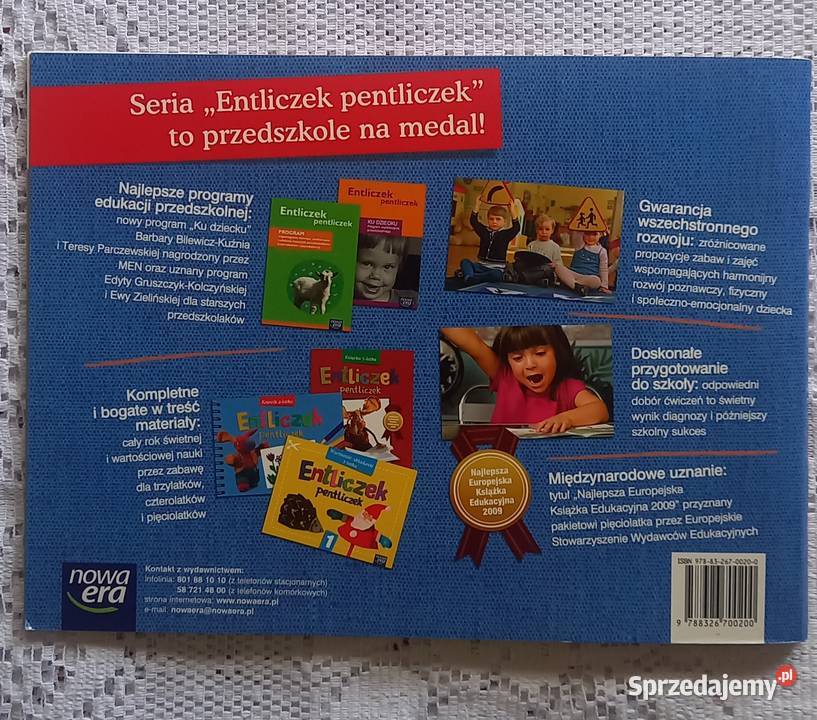 Seria „Entliczek pentliczek”
to przedszkole na medal!
Najlepsze programy
edukacji przedszkolnej:
nowy program „Ku dziecku”
Barbary Bilewicz-Kuźnia
i Teresy Parczewskiej nagrodzony przez
MEN oraz uznany program
Edyty Gruszczyk-Kolczyńskiej
i Ewy Zielińskiej dla starszych
przedszkolaków
Entliczek
pentliczek
PROGRAM
nowa
era
Entliczek
pentliczek
KU DZIECKU
Gwarancja
wszechstronnego
rozwoju: zróżnicowane
propozycje zabaw i zajęć
wspomagających harmonijny
rozwój poznawczy, fizyczny
i społeczno-emocjonalny dziecka
Kompletne
i bogate w treść
materiały:
cały rok świetnej
i wartościowej nauki
przez zabawę
dla trzylatków,
czterolatków
i pięciolatków
Entliczek
pentliczek
Entliczek
pentliczek
Entliczek
pentliczek
1
Doskonałe
przygotowanie
do szkoły: odpowiedni
dobór ćwiczeń to świetny
wynik diagnozy i późniejszy
szkolny sukces
Najlepsza
Europejska
Książka
Edukacyjna
2009
Międzynarodowe uznanie:
tytuł „Najlepsza Europejska
Książka Edukacyjna 2009” przyznany
pakietowi pięciolatka przez Europejskie
Stowarzyszenie Wydawców Edukacyjnych
nowa
era
Kontakt z wydawnictwem:
infolinia: 801 88 10 10 (z telefonów stacjonarnych)
58 721 48 00 (z telefonów komórkowych)
strona internetowa: www.nowaera.pl
e-mail: nowaera@nowaera.pl
ISBN 978-83-267-0020-0
9 788326 700200
Sprzedajemy.pl